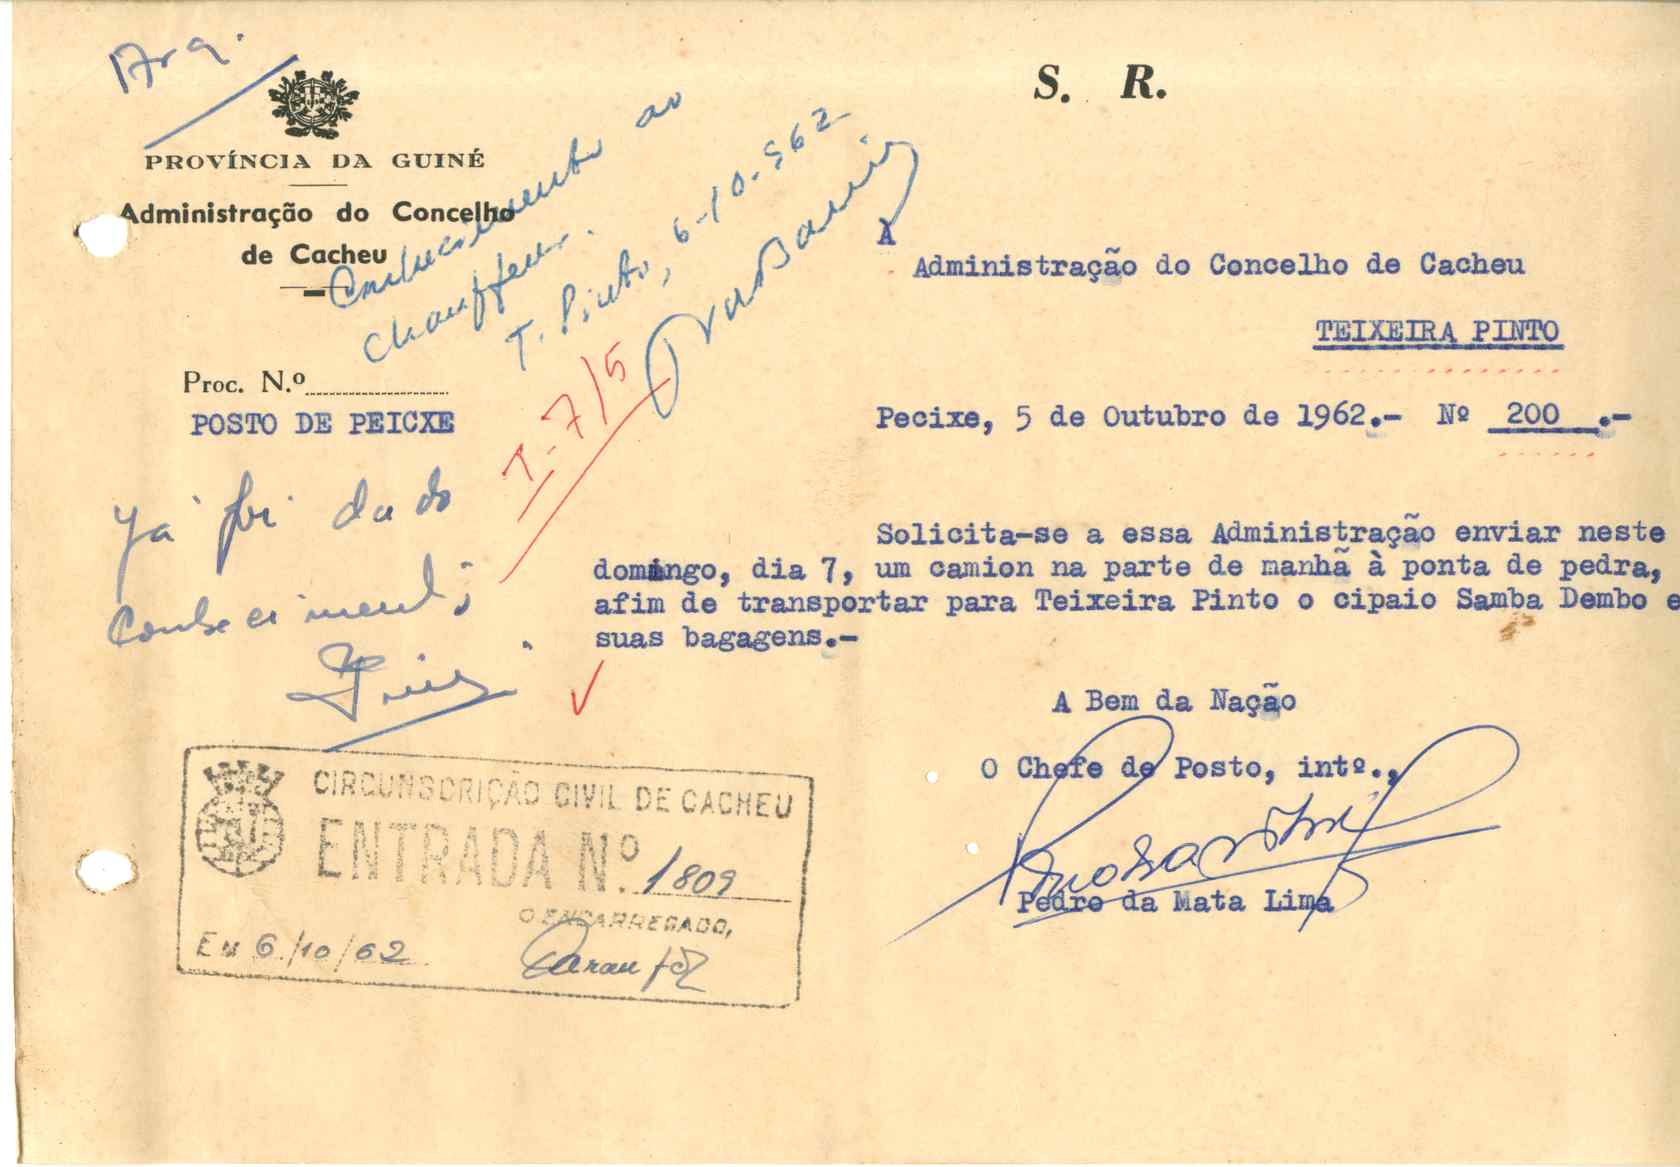 Arq.
S. R.
PROVÍNCIA DA GUINÉ
Administração do Concelho
de Cacheu
Conhecimento ao
chauffeur.
T. Pinto, 6-10-962
À
Administração do Concelho de Cacheu
TEIXEIRA PINTO
Proc. N.º
POSTO DE PEICXE
T-7/5
Pecixe, 5 de Outubro de 1962.- Nº 200.-
Já foi dado
conhecimento
Solicita-se a essa Administração enviar neste
domingo, dia 7, um camion na parte de manhã à ponta de pedra,
afim de transportar para Teixeira Pinto o cipaio Samba Dembo e
suas bagagens.-
A Bem da Nação
O Chefe de Posto, intº.,
Pedro da Mata Lima
CIRCUNSCRIÇÃO CIVIL DE CACHEU
ENTRADA Nº. 1809
O ENCARREGADO,
EM 6/10/62